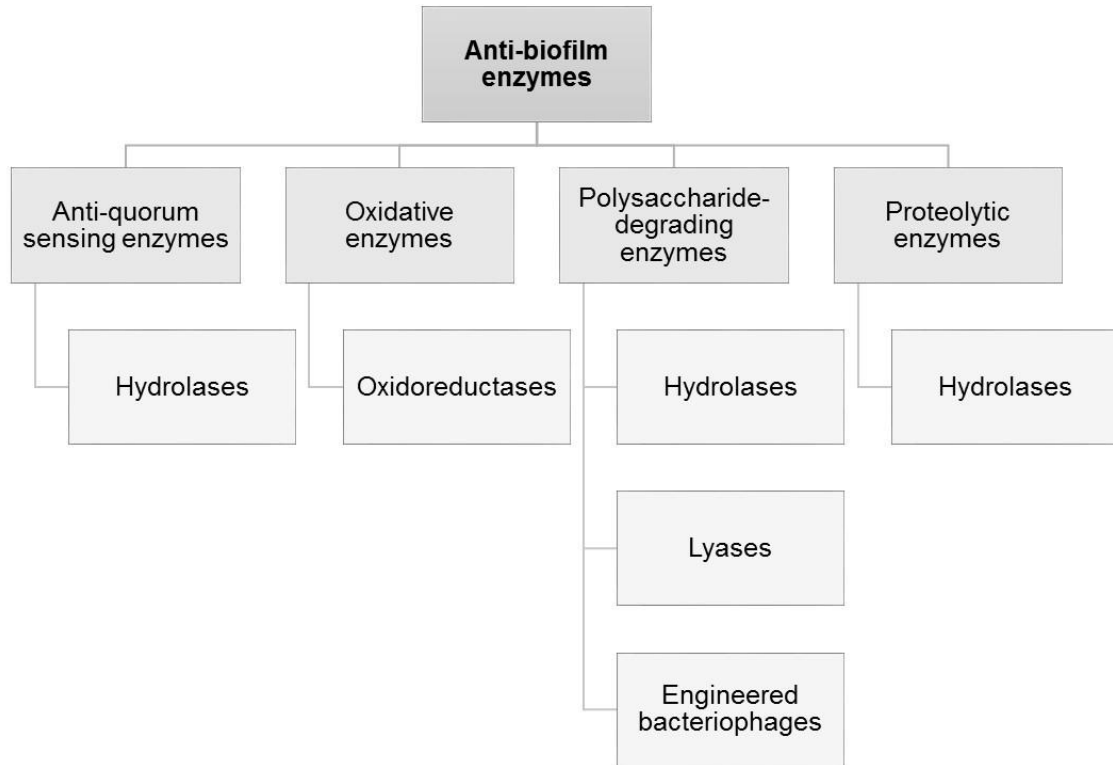 Anti-biofilm
enzymes
Anti-quorum
sensing enzymes
Oxidative
enzymes
Polysaccharide-
degrading
enzymes
Proteolytic
enzymes
Hydrolases
Oxidoreductases
Hydrolases
Hydrolases
Lyases
Engineered
bacteriophages